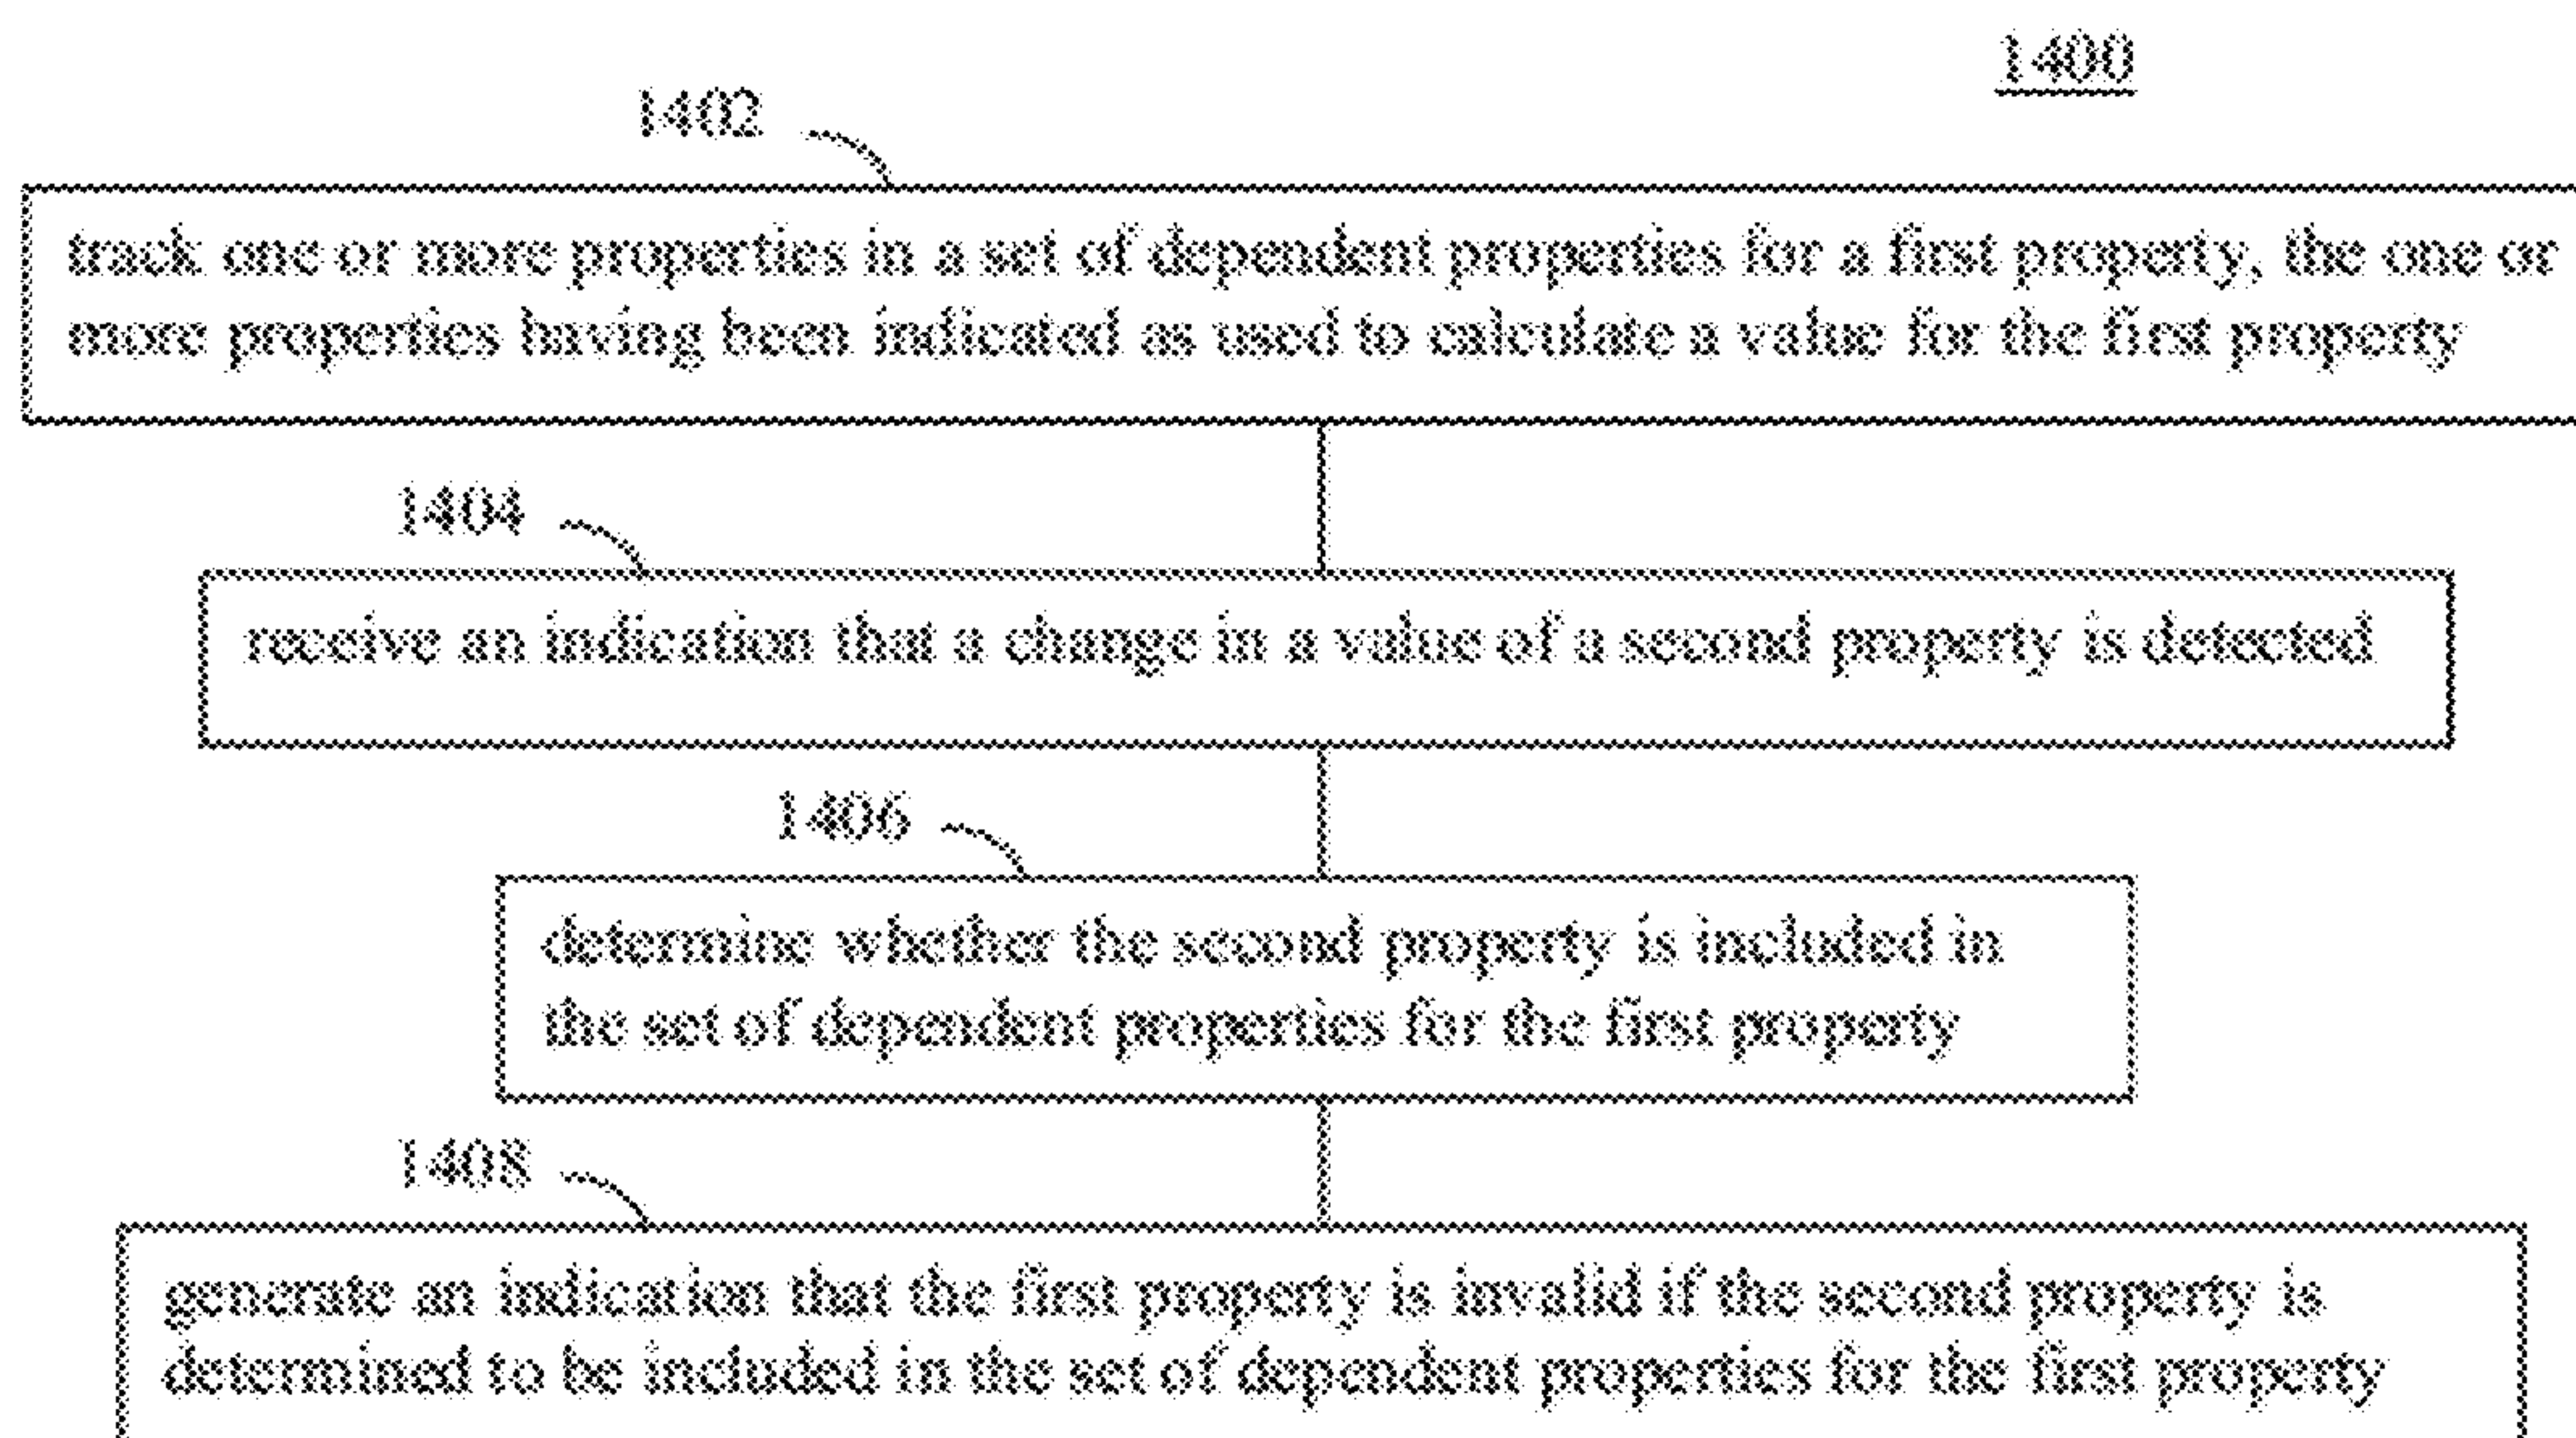 1400
1402
track one or more properties in a set of dependent properties for a first property, the one or
more properties having been indicated as used to calculate a value for the first property
1404
receive an indication that a change in a value of a second property is detected
1406
determine whether the second property is included in
the set of dependent properties for the first property
1408
generate an indication that the first property is invalid if the second property is
determined to be included in the set of dependent properties for the first property